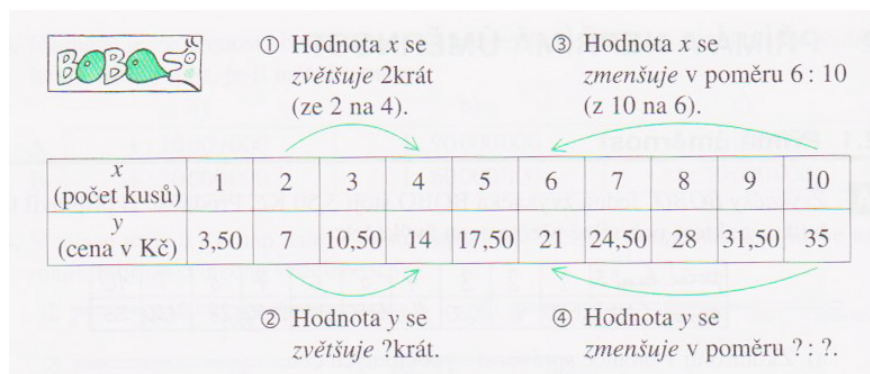 BOBO
① Hodnota x se
zvětšuje 2krát
(ze 2 na 4).
③ Hodnota x se
zmenšuje v poměru 6 : 10
(z 10 na 6).
x
(počet kusů) 1 2 3 4 5 6 7 8 9 10
y
(cena v Kč) 3,50 7 10,50 14 17,50 21 24,50 28 31,50 35
② Hodnota y se
zvětšuje ?krát.
④ Hodnota y se
zmenšuje v poměru ? : ?.